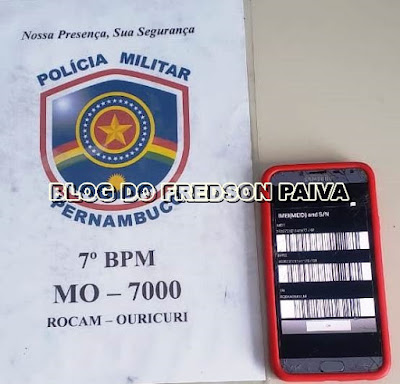 Nossa Presença, Sua Segurança
POLÍCIA MILITAR
BLOG DO FREDSON PAIVA
PERNAMBUCO
7º BPM
MO – 7000
ROCAM – OURICURI
SAMSUNG
IMEI(MEID) and S/N